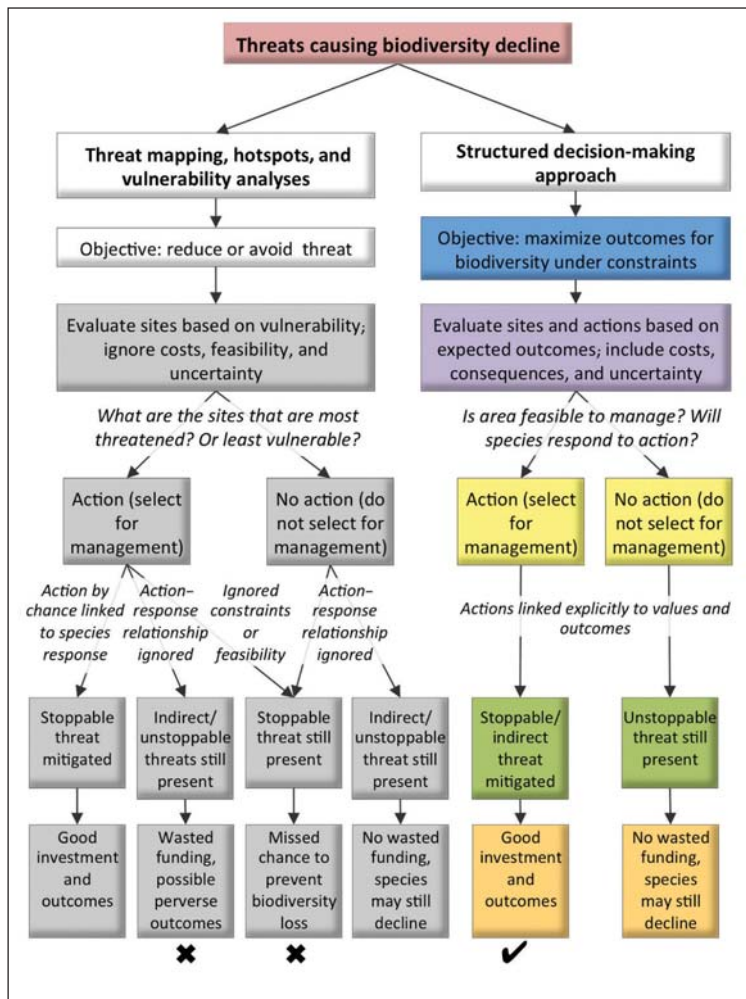 Threats causing biodiversity decline
Threat mapping, hotspots, and
vulnerability analyses
Structured decision-making
approach
Objective: reduce or avoid threat
Objective: maximize outcomes for
biodiversity under constraints
Evaluate sites based on vulnerability;
ignore costs, feasibility, and
uncertainty
Evaluate sites and actions based on
expected outcomes; include costs,
consequences, and uncertainty
What are the sites that are most
threatened? Or least vulnerable?
Is area feasible to manage? Will
species respond to action?
Action (select
for
management)
No action (do
not select for
management)
Action (select
for
management)
No action (do
not select for
management)
Action by
chance linked
to species
response
Action–
response
relationship
ignored
Ignored
constraints
or
feasibility
Action–
response
relationship
ignored
Actions linked explicitly to values and
outcomes
Stoppable
threat
mitigated
Indirect/
unstoppable
threats still
present
Stoppable
threat still
present
Indirect/
unstoppable
threat still
present
Stoppable/
indirect
threat
mitigated
Unstoppable
threat still
present
Good
investment
and
outcomes
Wasted
funding,
possible
perverse
outcomes
Missed
chance to
prevent
biodiversity
loss
No wasted
funding,
species
may still
decline
Good
investment
and
outcomes
No wasted
funding,
species
may still
decline